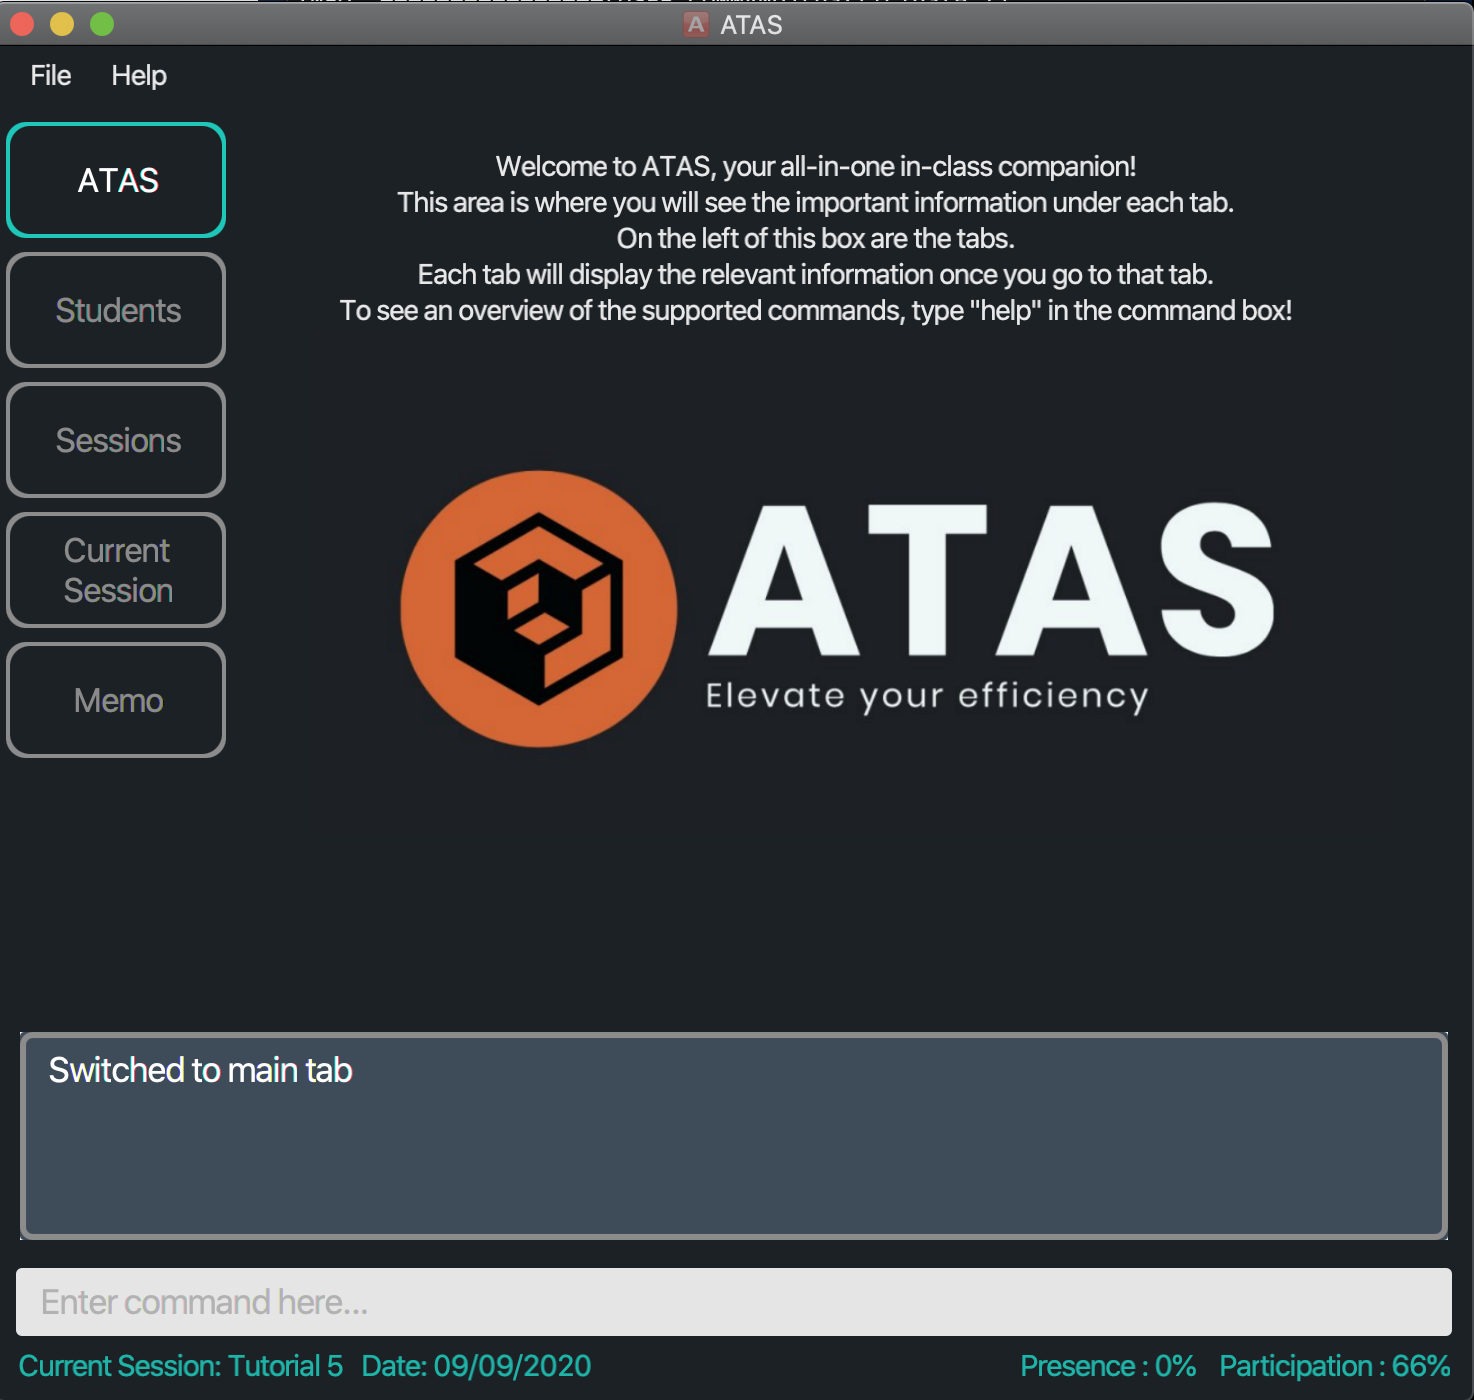 A ATAS
File Help
ATAS
Students
Sessions
Current
Session
Memo
Welcome to ATAS, your all-in-one in-class companion!
This area is where you will see the important information under each tab.
On the left of this box are the tabs.
Each tab will display the relevant information once you go to that tab.
To see an overview of the supported commands, type "help" in the command box!
ATAS
Elevate your efficiency
Switched to main tab
Enter command here...
Current Session: Tutorial 5 Date: 09/09/2020 Presence : 0% Participation : 66%